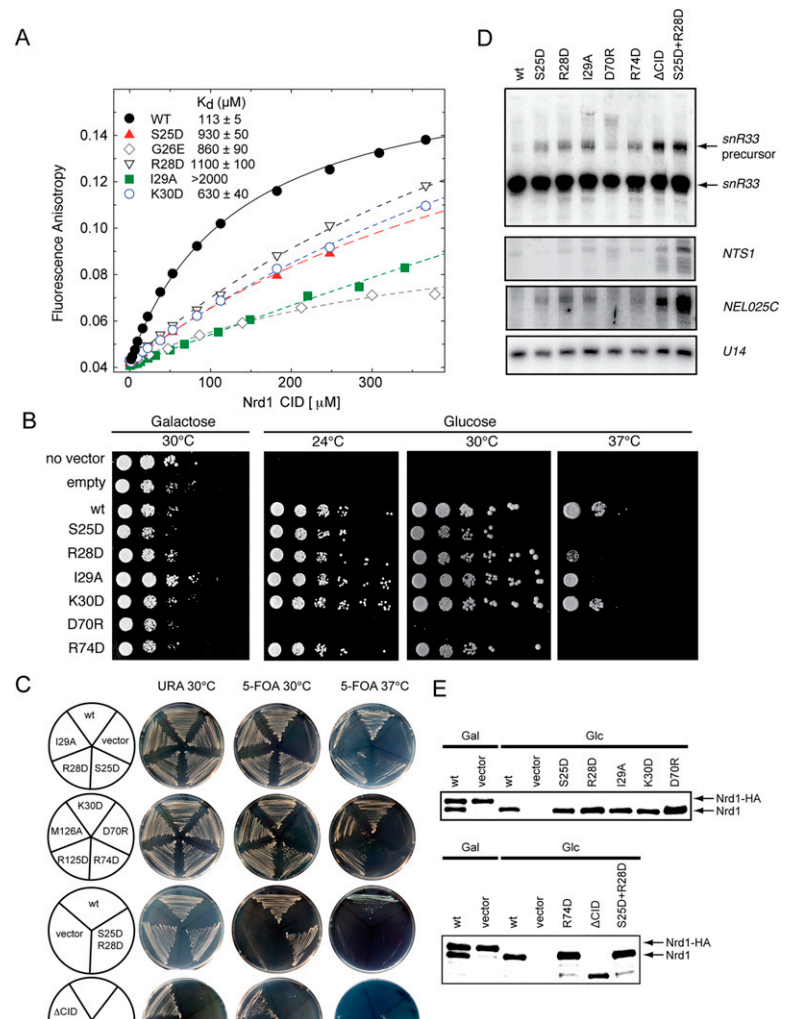 A
K_d (µM)
WT 113 ± 5
S25D 930 ± 50
G26E 860 ± 90
R28D 1100 ± 100
I29A >2000
K30D 630 ± 40
Fluorescence Anisotropy
0.14
0.12
0.10
0.08
0.06
0.04
0 100 200 300
Nrd1 CID [ µM]
D
wt S25D R28D I29A D70R R74D ΔCID S25D+R28D
snR33
precursor
snR33
NTS1
NEL025C
U14
B
Galactose Glucose
30°C 24°C 30°C 37°C
no vector
empty
wt
S25D
R28D
I29A
K30D
D70R
R74D
C
URA 30°C 5-FOA 30°C 5-FOA 37°C
wt
I29A vector
R28D S25D
K30D
M126A D70R
R125D R74D
wt
vector S25D
R28D
ΔCID
E
Gal Glc
wt vector wt vector S25D R28D I29A K30D D70R
Nrd1-HA
Nrd1
Gal Glc
wt vector wt vector R74D ΔCID S25D+R28D
Nrd1-HA
Nrd1